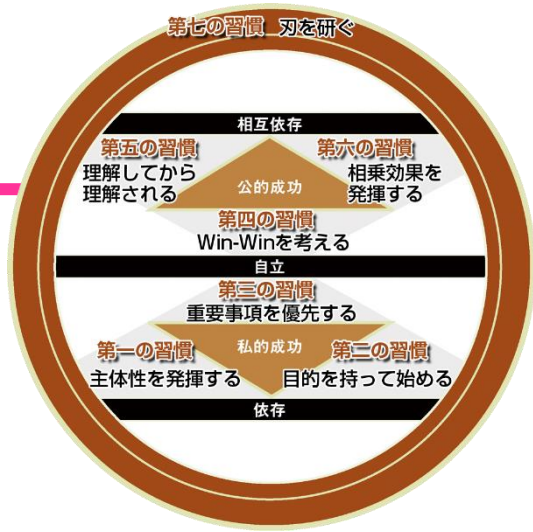 第七の習慣 刃を研ぐ
相互依存
第五の習慣
理解してから
理解される
第六の習慣
相乗効果を
発揮する
公的成功
第四の習慣
Win-Winを考える
自立
第三の習慣
重要事項を優先する
私的成功
第一の習慣
主体性を発揮する
第二の習慣
目的を持って始める
依存